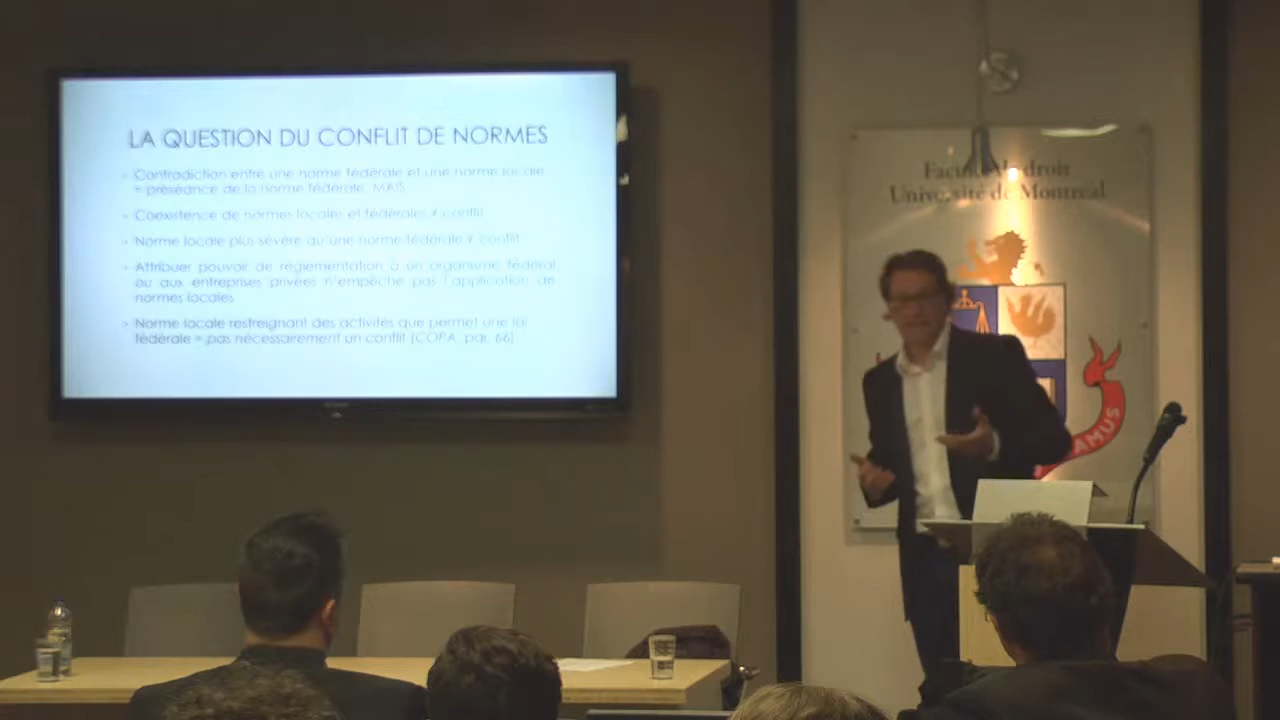 LA QUESTION DU CONFLIT DE NORMES
- Contradiction entre une norme fédérale et une norme locale
= préséance de la norme fédérale, MAIS
- Coexistence de normes locales et fédérales ≠ conflit
- Norme locale plus sévère qu'une norme fédérale ≠ conflit
- Attribuer pouvoir de réglementation à un organisme fédéral
ou aux entreprises privées n'empêche pas l'application de
normes locales
- Norme locale restreignant des activités que permet une loi
fédérale = pas nécessairement un conflit (COPA, par. 66)
Faculté de droit
Université de Montréal
AMUS